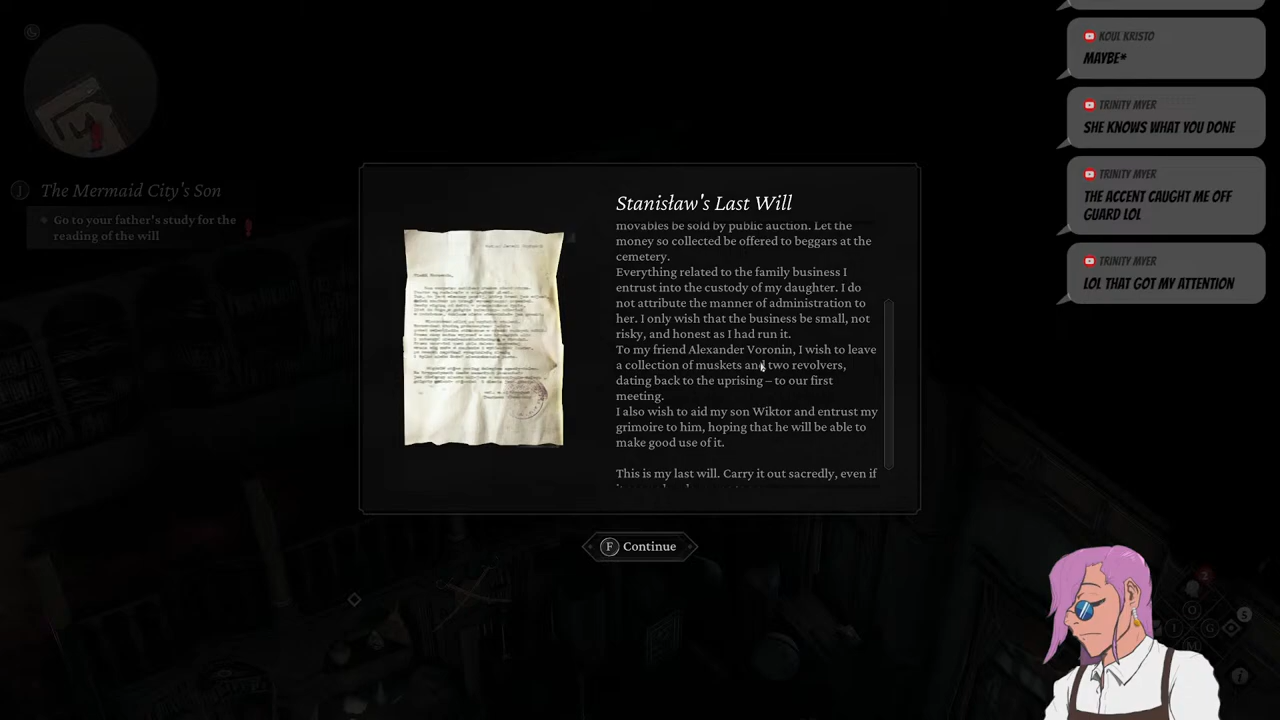 The Mermaid City's Son
Go to your father's study for the
reading of the will
Stanisław's Last Will
movables be sold by public auction. Let the
money so collected be offered to beggars at the
cemetery.
Everything related to the family business I
entrust into the custody of my daughter. I do
not attribute the manner of administration to
her. I only wish that the business be small, not
risky, and honest as I had run it.
To my friend Alexander Voronin, I wish to leave
a collection of muskets and two revolvers,
dating back to the uprising – to our first
meeting.
I also wish to aid my son Wiktor and entrust my
grimoire to him, hoping that he will be able to
make good use of it.
This is my last will. Carry it out sacredly, even if
F Continue
KOUL KRISTO
MAYBE*
TRINITY MYER
SHE KNOWS WHAT YOU DONE
TRINITY MYER
THE ACCENT CAUGHT ME OFF
GUARD LOL
TRINITY MYER
LOL THAT GOT MY ATTENTION